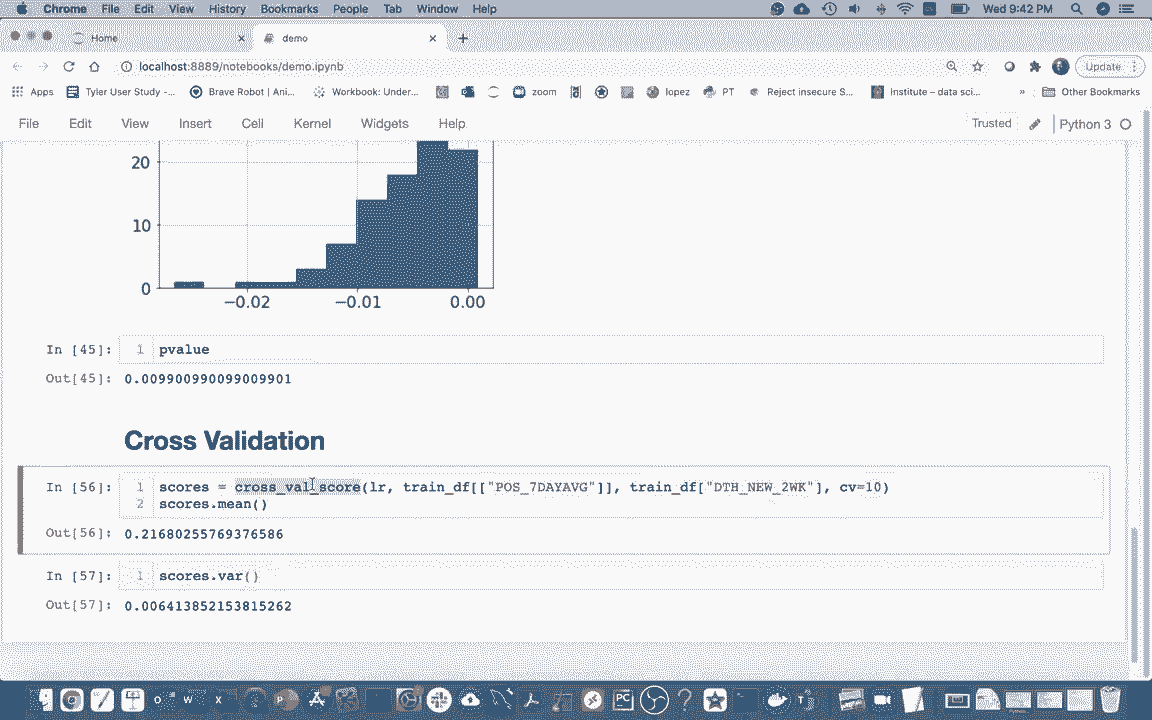 Chrome File Edit View History Bookmarks People Tab Window Help Wed 9:42 PM
Home demo
localhost:8889/notebooks/demo.ipynb Update
Apps Tyler User Study -... Brave Robot | Ani... Workbook: Under... zoom lopez PT Reject insecure S... Institute – data sci... » Other Bookmarks
File Edit View Insert Cell Kernel Widgets Help Trusted Python 3
20
10
0
−0.02 −0.01 0.00
In [45]: 1 pvalue
Out[45]: 0.009900990099009901
Cross Validation
In [56]: 1 scores = cross_val_score(lr, train_df[["POS_7DAYAVG"]], train_df["DTH_NEW_2WK"], cv=10)
2 scores.mean()
Out[56]: 0.21680255769376586
In [57]: 1 scores.var()
Out[57]: 0.006413852153815262